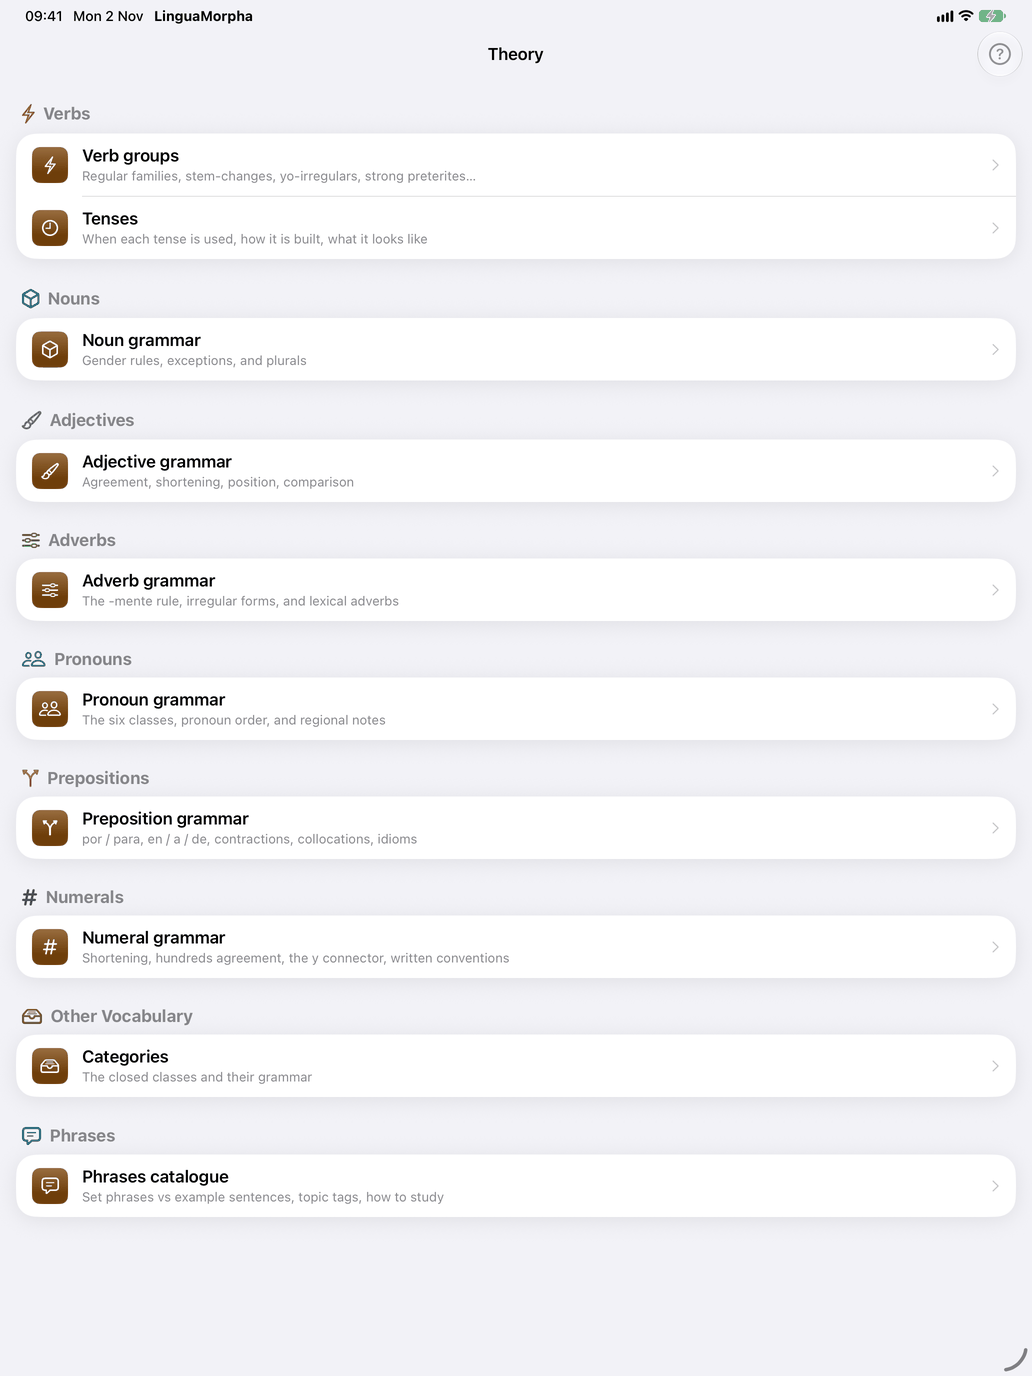 09:41 Mon 2 Nov LinguaMorpha
Theory
Verbs
Verb groups
Regular families, stem-changes, yo-irregulars, strong preterites...
Tenses
When each tense is used, how it is built, what it looks like
Nouns
Noun grammar
Gender rules, exceptions, and plurals
Adjectives
Adjective grammar
Agreement, shortening, position, comparison
Adverbs
Adverb grammar
The -mente rule, irregular forms, and lexical adverbs
Pronouns
Pronoun grammar
The six classes, pronoun order, and regional notes
Prepositions
Preposition grammar
por / para, en / a / de, contractions, collocations, idioms
# Numerals
# Numeral grammar
Shortening, hundreds agreement, the y connector, written conventions
Other Vocabulary
Categories
The closed classes and their grammar
Phrases
Phrases catalogue
Set phrases vs example sentences, topic tags, how to study